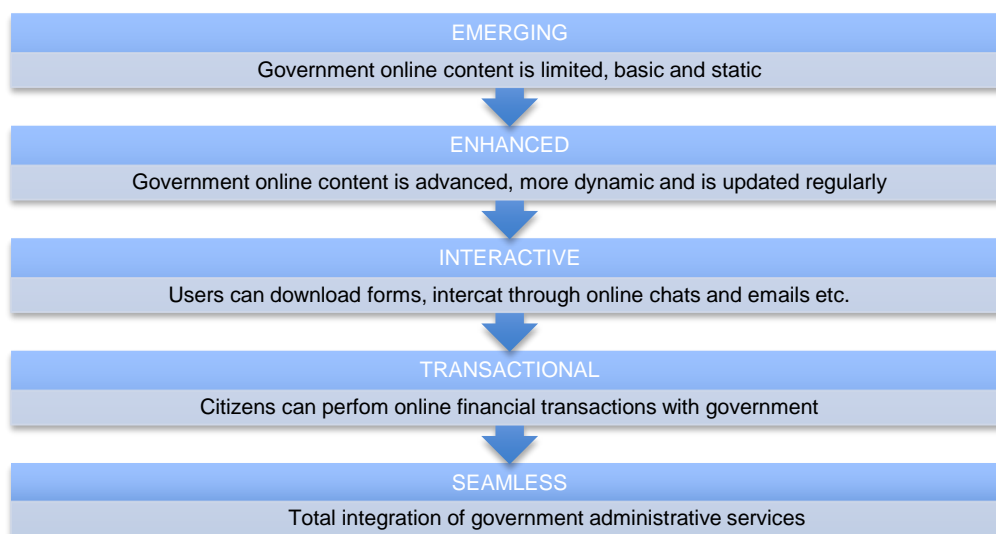 EMERGING
Government online content is limited, basic and static
ENHANCED
Government online content is advanced, more dynamic and is updated regularly
INTERACTIVE
Users can download forms, intercat through online chats and emails etc.
TRANSACTIONAL
Citizens can perfom online financial transactions with government
SEAMLESS
Total integration of government administrative services